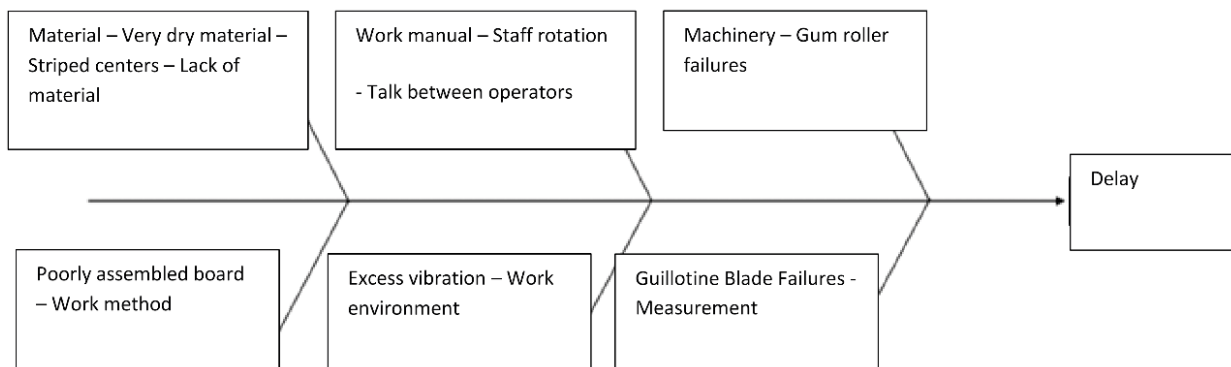 Material – Very dry material –
Striped centers – Lack of
material
Work manual – Staff rotation
- Talk between operators
Machinery – Gum roller
failures
Delay
Poorly assembled board
– Work method
Excess vibration – Work
environment
Guillotine Blade Failures -
Measurement